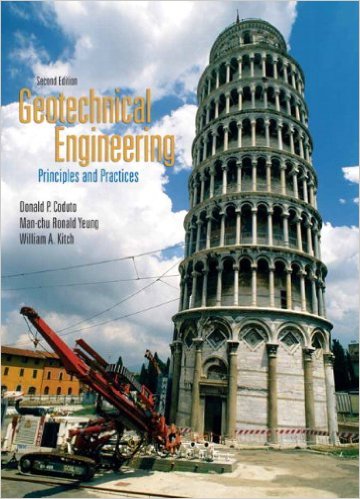 Second Edition
Geotechnical
Engineering
Principles and Practices
Donald P. Coduto
Man-chu Ronald Yeung
William A. Kitch